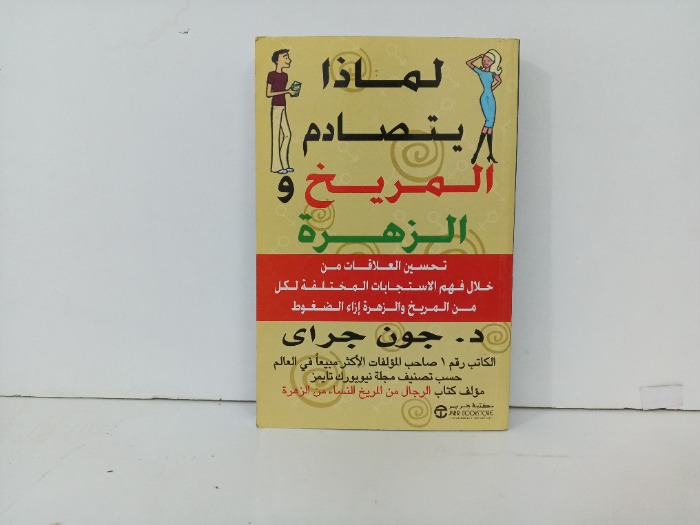 لماذا
يتصادم
المريخ و
الزهرة
تحسين العلاقات من
خلال فهم الاستجابات المختلفة لكل
من المريخ والزهرة إزاء الضغوط
د. جون جراى
الكاتب رقم ١ صاحب المؤلفات الأكثر مبيعاً في العالم
حسب تصنيف مجلة نيويورك تايمز
مؤلف كتاب الرجال من المريخ النساء من الزهرة
مكتبة جرير
JARIR BOOKSTORE